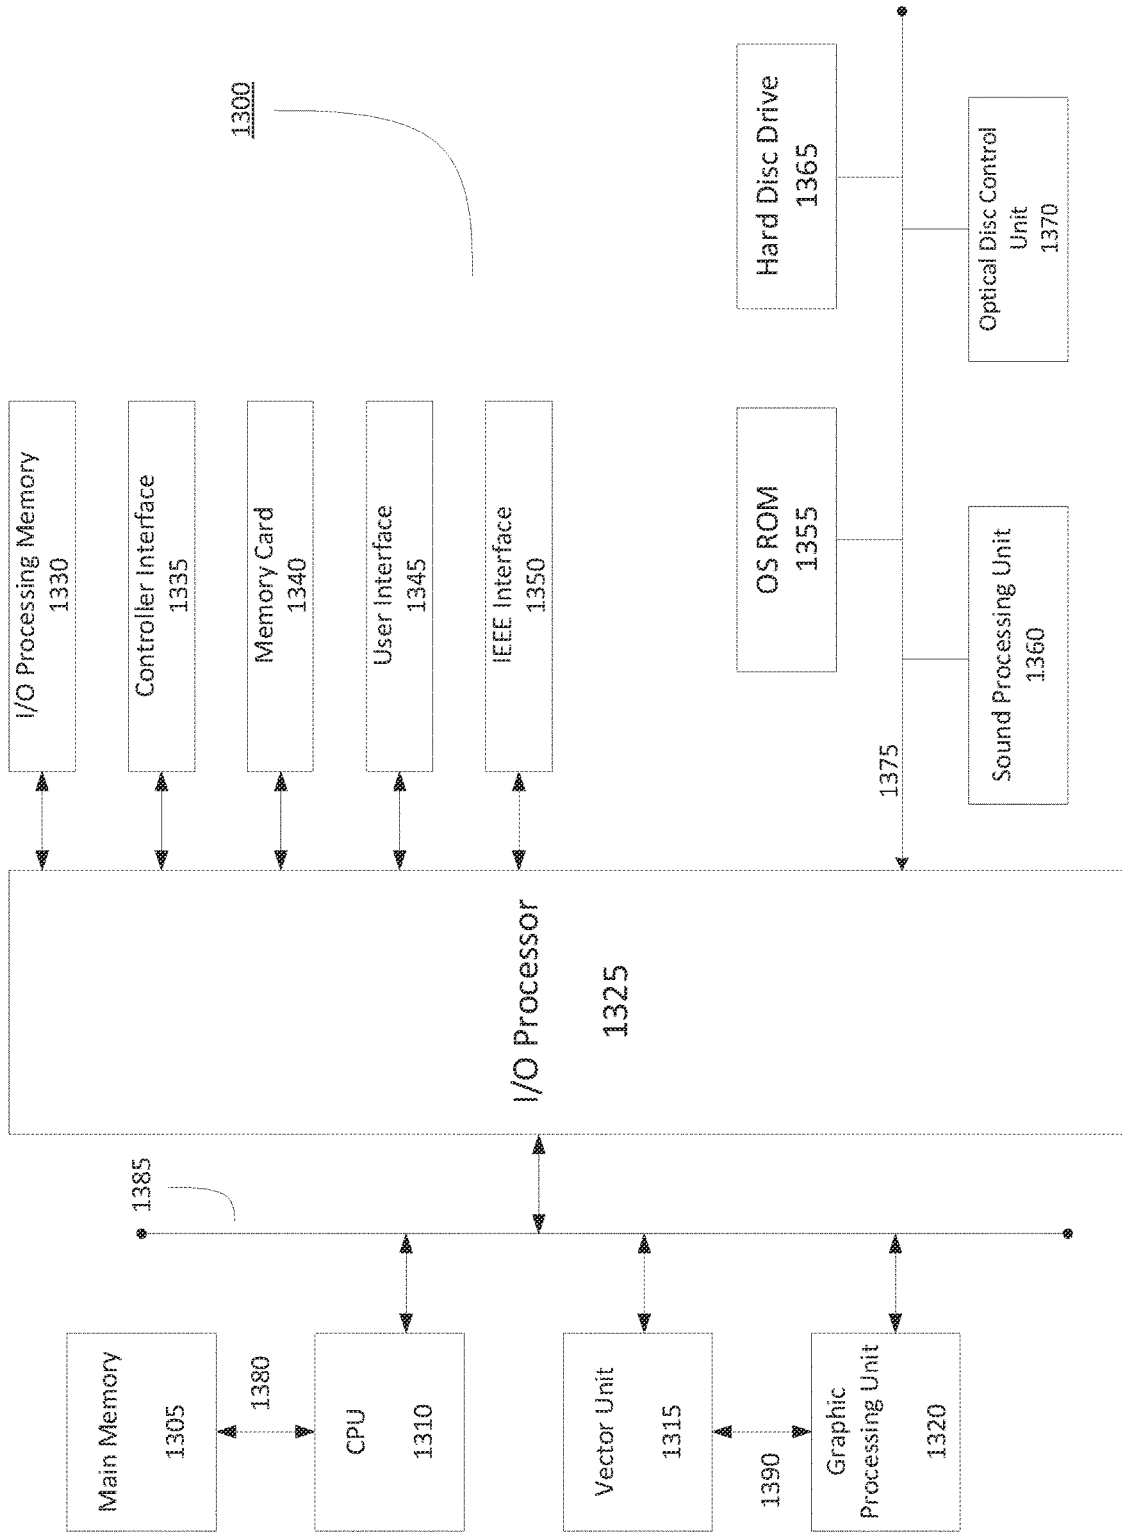 1300
Main Memory
1305
1380
CPU
1310
Vector Unit
1315
1390
Graphic
Processing Unit
1320
1385
I/O Processor
1325
I/O Processing Memory
1330
Controller Interface
1335
Memory Card
1340
User Interface
1345
IEEE Interface
1350
1375
OS ROM
1355
Sound Processing Unit
1360
Hard Disc Drive
1365
Optical Disc Control
Unit
1370